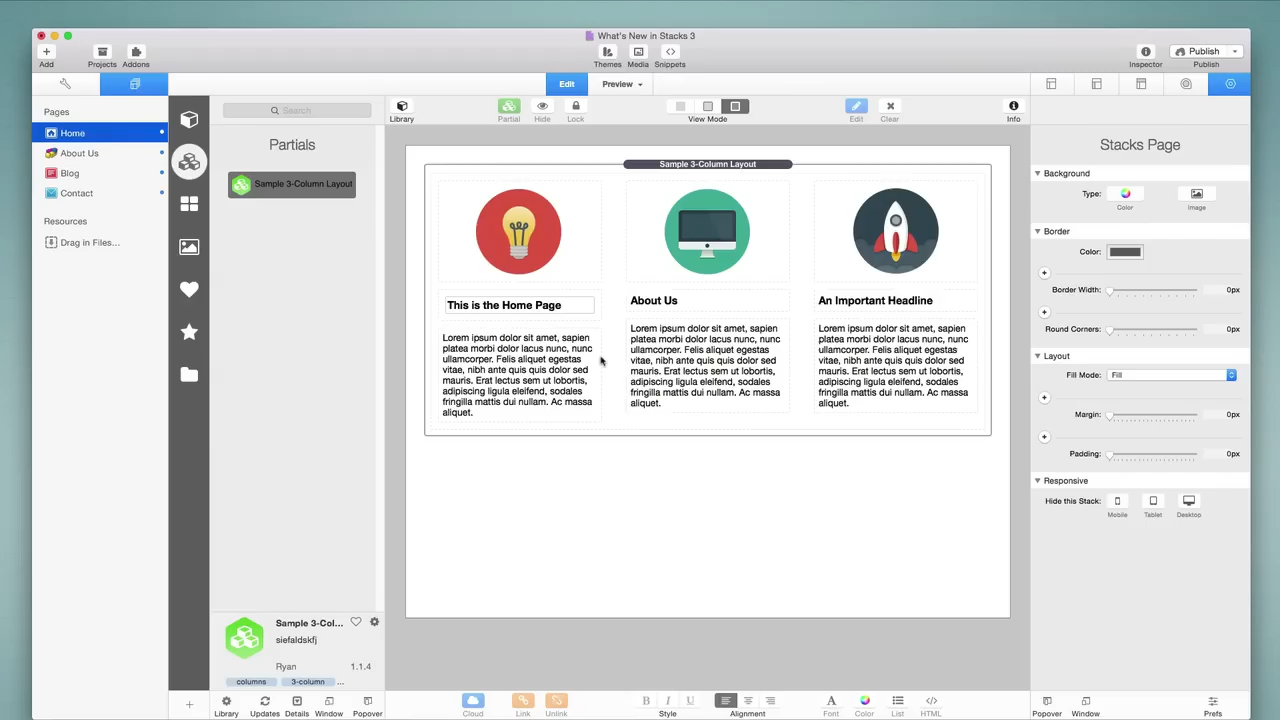 What's New in Stacks 3
Add
Projects
Addons
Themes
Media
Snippets
Inspector
Publish
Publish
Edit
Preview
Pages
Home
About Us
Blog
Contact
Resources
Drag in Files...
Search
Partials
Sample 3-Column Layout
Library
Partial
Hide
Lock
View Mode
Edit
Clear
Info
Sample 3-Column Layout
This is the Home Page
Lorem ipsum dolor sit amet, sapien
platea morbi dolor lacus nunc, nunc
ullamcorper. Felis aliquet egestas
vitae, nibh ante quis quis dolor sed
mauris. Erat lectus sem ut lobortis,
adipiscing ligula eleifend, sodales
fringilla mattis dui nullam. Ac massa
aliquet.
About Us
Lorem ipsum dolor sit amet, sapien
platea morbi dolor lacus nunc, nunc
ullamcorper. Felis aliquet egestas
vitae, nibh ante quis quis dolor sed
mauris. Erat lectus sem ut lobortis,
adipiscing ligula eleifend, sodales
fringilla mattis dui nullam. Ac massa
aliquet.
An Important Headline
Lorem ipsum dolor sit amet, sapien
platea morbi dolor lacus nunc, nunc
ullamcorper. Felis aliquet egestas
vitae, nibh ante quis quis dolor sed
mauris. Erat lectus sem ut lobortis,
adipiscing ligula eleifend, sodales
fringilla mattis dui nullam. Ac massa
aliquet.
Stacks Page
Background
Type:
Color
Image
Border
Color:
Border Width:
0px
Round Corners:
0px
Layout
Fill Mode:
Fill
Margin:
0px
Padding:
0px
Responsive
Hide this Stack:
Mobile
Tablet
Desktop
Sample 3-Col...
siefaldskfj
Ryan
1.1.4
columns
3-column
...
Library
Updates
Details
Window
Popover
Cloud
Link
Unlink
B I U
Style
Alignment
A
Font
Color
List
HTML
Popover
Window
Prefs